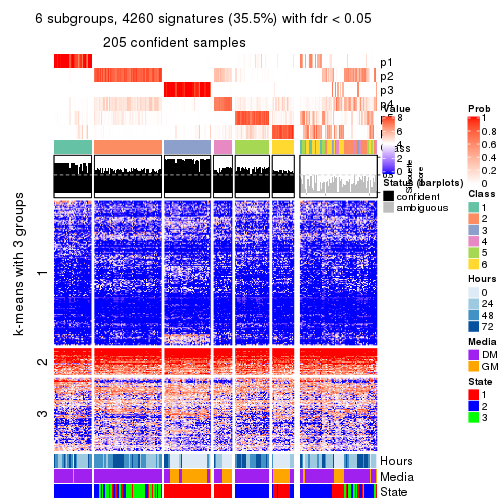 6 subgroups, 4260 signatures (35.5%) with fdr < 0.05
205 confident samples
p1
p2
p3
p4
Value
8
6
4
2
0
Prob
1
0.8
0.6
0.4
0.2
0
Silhouette
score
Status (barplots)
confident
ambiguous
Class
1
2
3
4
5
6
k-means with 3 groups
1
2
3
Hours
0
24
48
72
Media
DM
GM
State
1
2
3
Hours
Media
State